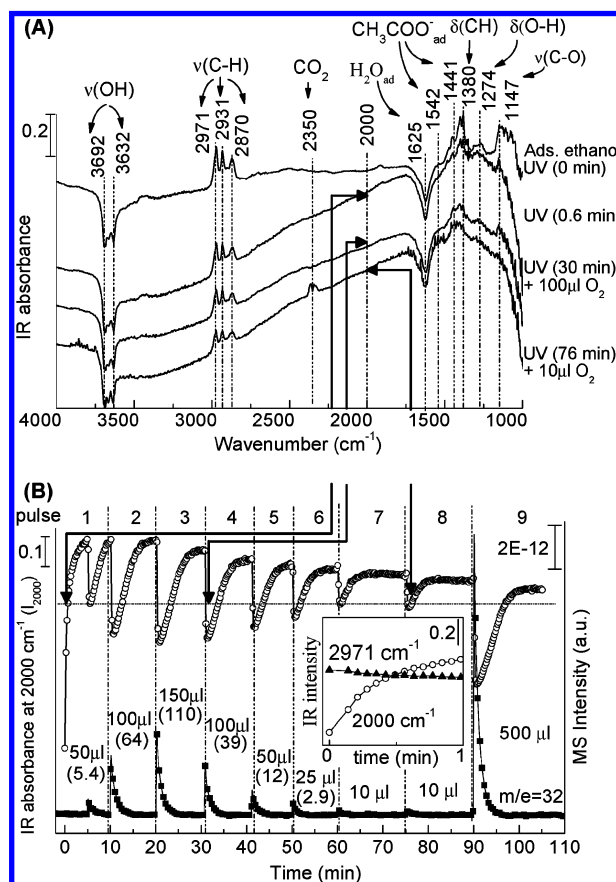 (A)
CH3COO-ad
δ(CH)
δ(O-H)
ν(C-O)
ν(OH)
ν(C-H)
CO2
H2Oad
3692
3632
2971
2931
2870
2350
2000
1625
1542
1441
1380
1274
1147
0.2
Ads. ethano
UV (0 min)
UV (0.6 min
UV (30 min)
+ 100μl O2
UV (76 min)
+ 10μl O2
IR absorbance
4000 3500 2500 2000 1500 1000
Wavenumber (cm-1)
(B)
pulse 1 2 3 4 5 6 7 8 9
0.1
2E-12
IR absorbance at 2000 cm-1 (I2000)
MS Intensity (a.u.)
50μl
(5.4)
100μl
(64)
150μl
(110)
100μl
(39)
50μl
(12)
25 μl
(2.9)
10 μl
10 μl
500 μl
m/e=32
IR intensity
0.2
2971 cm-1
2000 cm-1
0 1
time (min)
0 10 20 30 40 50 60 70 80 90 100 110
Time (min)